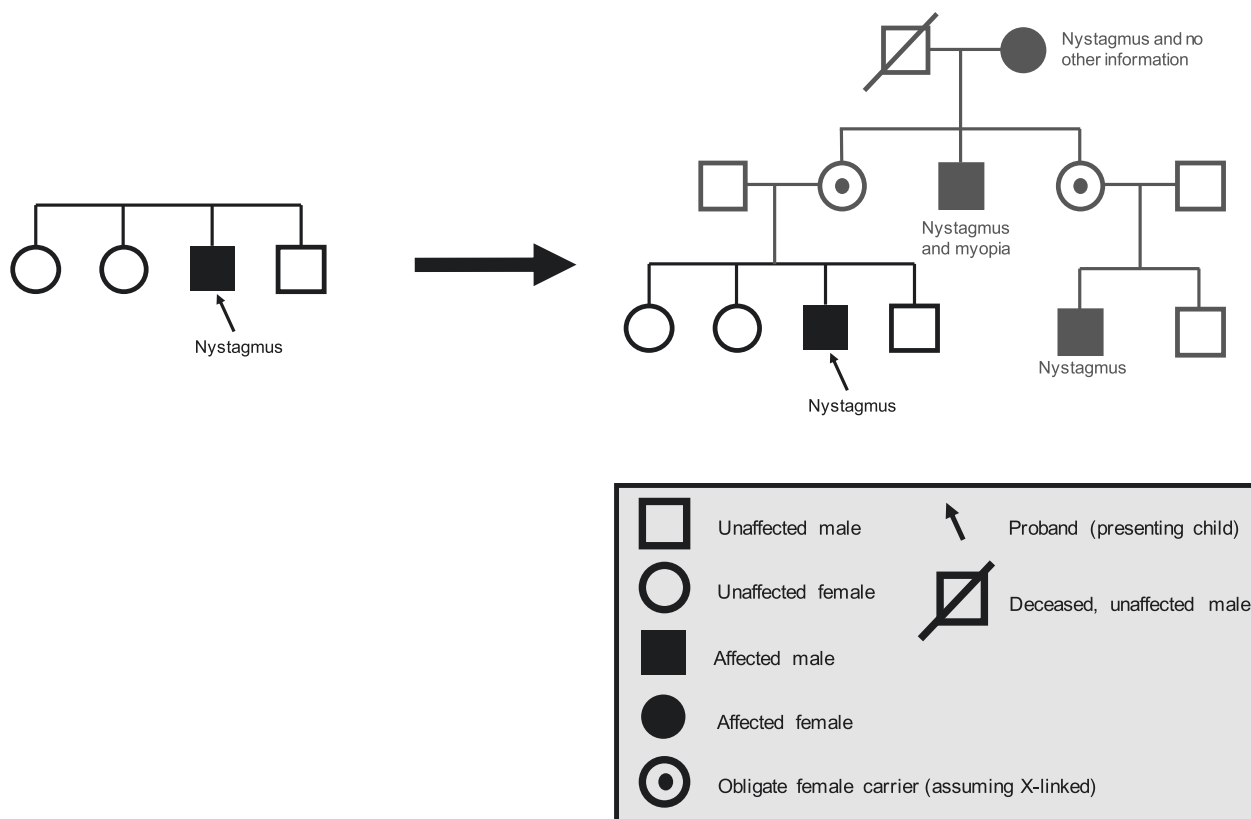 Nystagmus and no
other information
Nystagmus
and myopia
Nystagmus
Nystagmus
Nystagmus
Unaffected male
Proband (presenting child)
Unaffected female
Deceased, unaffected male
Affected male
Affected female
Obligate female carrier (assuming X-linked)